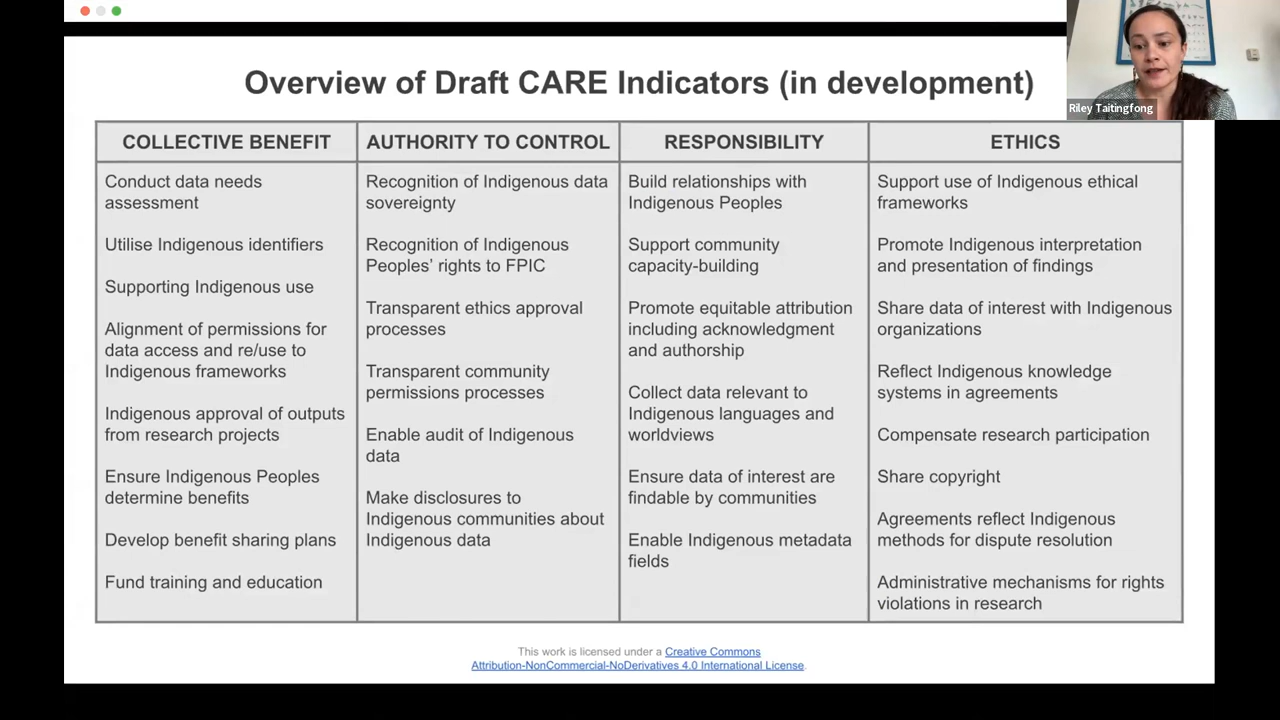 Overview of Draft CARE Indicators (in development)
Riley Taitingfong
COLLECTIVE BENEFIT
Conduct data needs
assessment
Utilise Indigenous identifiers
Supporting Indigenous use
Alignment of permissions for
data access and re/use to
Indigenous frameworks
Indigenous approval of outputs
from research projects
Ensure Indigenous Peoples
determine benefits
Develop benefit sharing plans
Fund training and education
AUTHORITY TO CONTROL
Recognition of Indigenous data
sovereignty
Recognition of Indigenous
Peoples’ rights to FPIC
Transparent ethics approval
processes
Transparent community
permissions processes
Enable audit of Indigenous
data
Make disclosures to
Indigenous communities about
Indigenous data
RESPONSIBILITY
Build relationships with
Indigenous Peoples
Support community
capacity-building
Promote equitable attribution
including acknowledgment
and authorship
Collect data relevant to
Indigenous languages and
worldviews
Ensure data of interest are
findable by communities
Enable Indigenous metadata
fields
ETHICS
Support use of Indigenous ethical
frameworks
Promote Indigenous interpretation
and presentation of findings
Share data of interest with Indigenous
organizations
Reflect Indigenous knowledge
systems in agreements
Compensate research participation
Share copyright
Agreements reflect Indigenous
methods for dispute resolution
Administrative mechanisms for rights
violations in research
This work is licensed under a Creative Commons
Attribution-NonCommercial-NoDerivatives 4.0 International License.